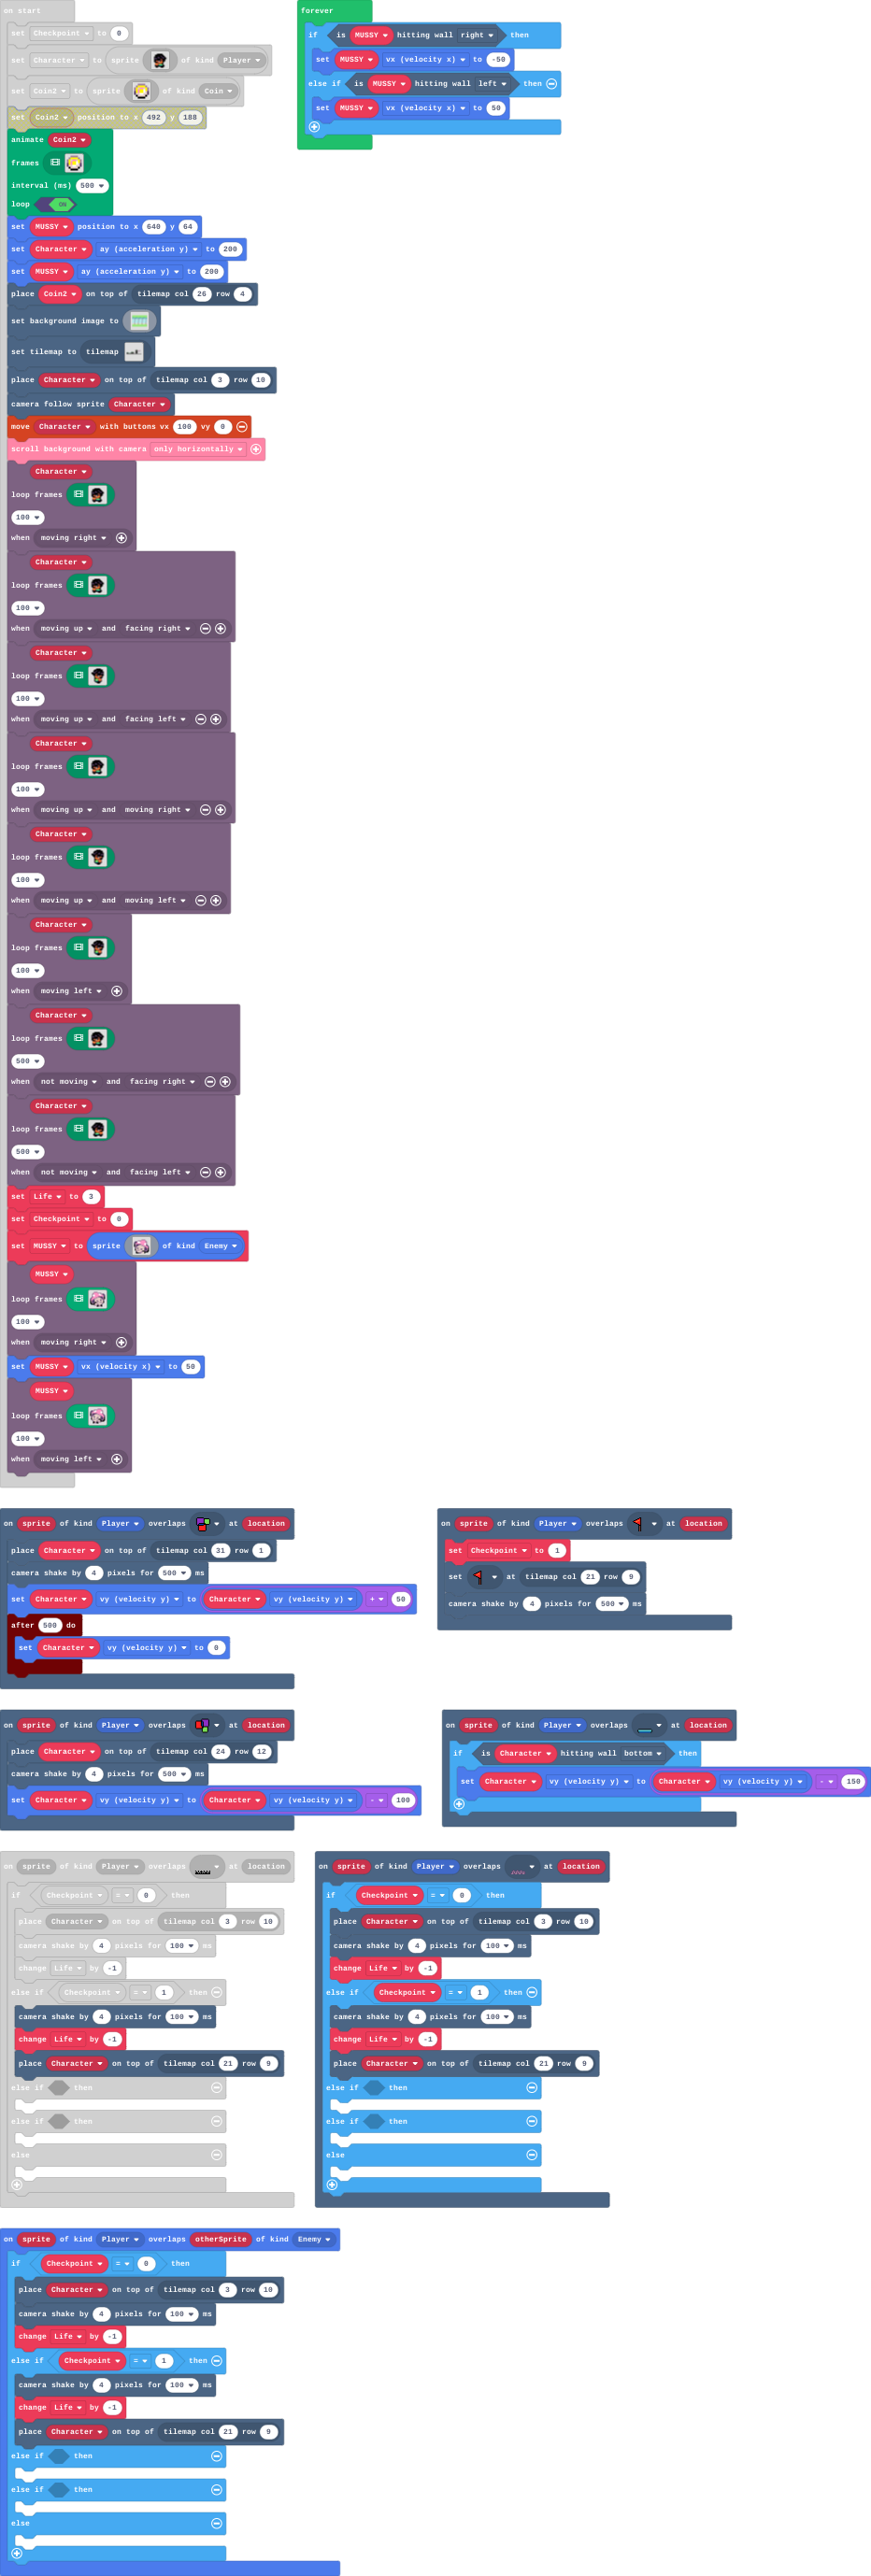 on start
set Checkpoint to 0
set Character to sprite of kind Player
set Coin2 to sprite of kind Coin
set Coin2 position to x 492 y 188
animate Coin2
frames
interval (ms) 500
loop ON
set MUSSY position to x 640 y 64
set Character ay (acceleration y) to 200
set MUSSY ay (acceleration y) to 200
place Coin2 on top of tilemap col 26 row 4
set background image to
set tilemap to tilemap
place Character on top of tilemap col 3 row 10
camera follow sprite Character
move Character with buttons vx 100 vy 0
scroll background with camera only horizontally
Character
loop frames
100
when moving right
Character
loop frames
100
when moving up and facing right
Character
loop frames
100
when moving up and facing left
Character
loop frames
100
when moving up and moving right
Character
loop frames
100
when moving up and moving left
Character
loop frames
100
when moving left
Character
loop frames
500
when not moving and facing right
Character
loop frames
500
when not moving and facing left
set Life to 3
set Checkpoint to 0
set MUSSY to sprite of kind Enemy
MUSSY
loop frames
100
when moving right
set MUSSY vx (velocity x) to 50
MUSSY
loop frames
100
when moving left
forever
if is MUSSY hitting wall right then
set MUSSY vx (velocity x) to -50
else if is MUSSY hitting wall left then
set MUSSY vx (velocity x) to 50
on sprite of kind Player overlaps at location
place Character on top of tilemap col 31 row 1
camera shake by 4 pixels for 500 ms
set Character vy (velocity y) to Character vy (velocity y) + 50
after 500 do
set Character vy (velocity y) to 0
on sprite of kind Player overlaps at location
set Checkpoint to 1
set at tilemap col 21 row 9
camera shake by 4 pixels for 500 ms
on sprite of kind Player overlaps at location
place Character on top of tilemap col 24 row 12
camera shake by 4 pixels for 500 ms
set Character vy (velocity y) to Character vy (velocity y) - 100
on sprite of kind Player overlaps at location
if is Character hitting wall bottom then
set Character vy (velocity y) to Character vy (velocity y) - 150
on sprite of kind Player overlaps at location
if Checkpoint = 0 then
place Character on top of tilemap col 3 row 10
camera shake by 4 pixels for 100 ms
change Life by -1
else if Checkpoint = 1 then
camera shake by 4 pixels for 100 ms
change Life by -1
place Character on top of tilemap col 21 row 9
else if then
else if then
else
on sprite of kind Player overlaps at location
if Checkpoint = 0 then
place Character on top of tilemap col 3 row 10
camera shake by 4 pixels for 100 ms
change Life by -1
else if Checkpoint = 1 then
camera shake by 4 pixels for 100 ms
change Life by -1
place Character on top of tilemap col 21 row 9
else if then
else if then
else
on sprite of kind Player overlaps otherSprite of kind Enemy
if Checkpoint = 0 then
place Character on top of tilemap col 3 row 10
camera shake by 4 pixels for 100 ms
change Life by -1
else if Checkpoint = 1 then
camera shake by 4 pixels for 100 ms
change Life by -1
place Character on top of tilemap col 21 row 9
else if then
else if then
else